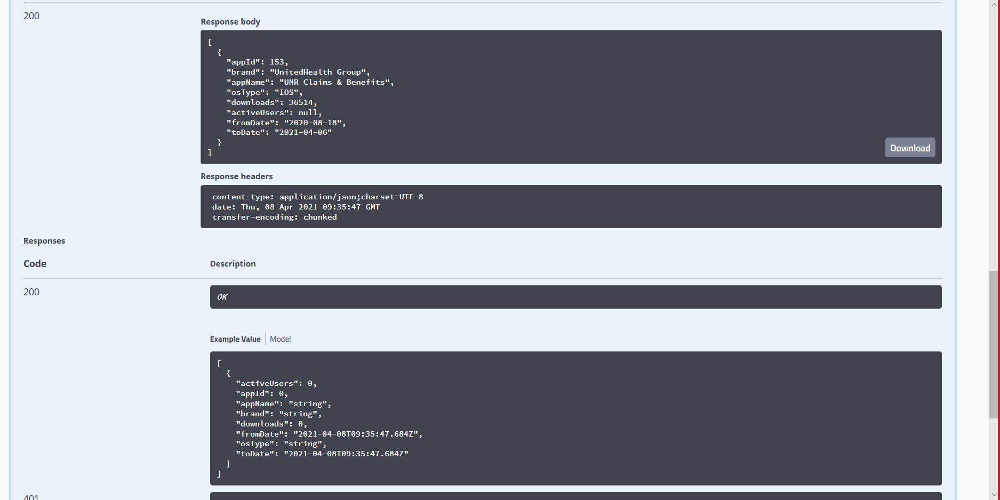 200
Response body
[
{
"appId": 153,
"brand": "UnitedHealth Group",
"appName": "UMR Claims & Benefits",
"osType": "IOS",
"downloads": 36514,
"activeUsers": null,
"fromDate": "2020-08-18",
"toDate": "2021-04-06"
}
]
Download
Response headers
content-type: application/json;charset=UTF-8
date: Thu, 08 Apr 2021 09:35:47 GMT
transfer-encoding: chunked
Responses
Code Description
200
OK
Example Value Model
[
{
"activeUsers": 0,
"appId": 0,
"appName": "string",
"brand": "string",
"downloads": 0,
"fromDate": "2021-04-08T09:35:47.684Z",
"osType": "string",
"toDate": "2021-04-08T09:35:47.684Z"
}
]
401